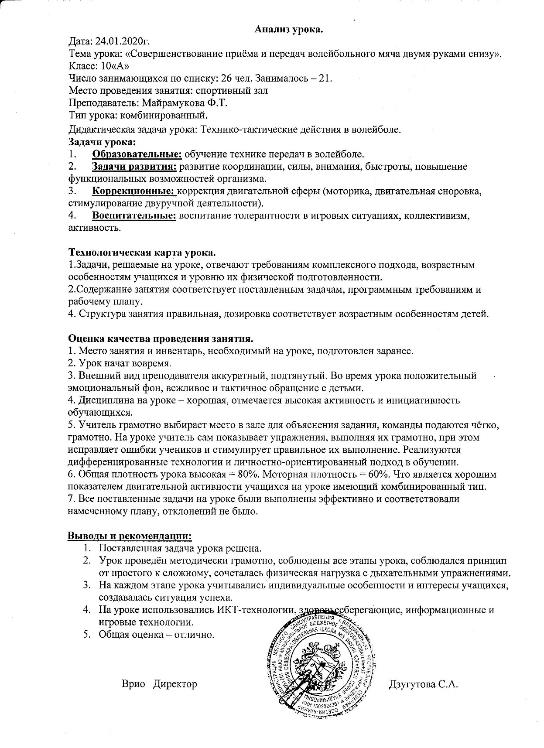 Анализ урока.
Дата: 24.01.2020г.
Тема урока: «Совершенствование приёма и передач волейбольного мяча двумя руками снизу».
Класс: 10«А»
Число занимающихся по списку: 26 чел. Занималось – 21.
Место проведения занятия: спортивный зал
Преподаватель: Майрамукова Ф.Т.
Тип урока: комбинированный.
Дидактическая задача урока: Технико-тактические действия в волейболе.
Задачи урока:
1. Образовательные: обучение технике передач в волейболе.
2. Задачи развития: развитие координации, силы, внимания, быстроты, повышение
функциональных возможностей организма.
3. Коррекционные: коррекция двигательной сферы (моторика, двигательная сноровка,
стимулирование двуручной деятельности).
4. Воспитательные: воспитание толерантности в игровых ситуациях, коллективизм,
активность.
Технологическая карта урока.
1.Задачи, решаемые на уроке, отвечают требованиям комплексного подхода, возрастным
особенностям учащихся и уровню их физической подготовленности.
2.Содержание занятия соответствует поставленным задачам, программным требованиям и
рабочему плану.
4. Структура занятия правильная, дозировка соответствует возрастным особенностям детей.
Оценка качества проведения занятия.
1. Место занятия и инвентарь, необходимый на уроке, подготовлен заранее.
2. Урок начат вовремя.
3. Внешний вид преподавателя аккуратный, подтянутый. Во время урока положительный
эмоциональный фон, вежливое и тактичное обращение с детьми.
4. Дисциплина на уроке – хорошая, отмечается высокая активность и инициативность
обучающихся.
5. Учитель грамотно выбирает место в зале для объяснения задания, команды подаются чётко,
грамотно. На уроке учитель сам показывает упражнения, выполняя их грамотно, при этом
исправляет ошибки учеников и стимулирует правильное их выполнение. Реализуются
дифференцированные технологии и личностно-ориентированный подход в обучении.
6. Общая плотность урока высокая = 80%. Моторная плотность = 60%. Что является хорошим
показателем двигательной активности учащихся на уроке имеющий комбинированный тип.
7. Все поставленные задачи на уроке были выполнены эффективно и соответствовали
намеченному плану, отклонений не было.
Выводы и рекомендации:
1. Поставленная задача урока решена.
2. Урок проведён методически грамотно, соблюдены все этапы урока, соблюдался принцип
от простого к сложному, сочеталась физическая нагрузка с дыхательными упражнениями.
3. На каждом этапе урока учитывались индивидуальные особенности и интересы учащихся,
создавалась ситуация успеха.
4. На уроке использовались ИКТ-технологии, здоровьесберегающие, информационные и
игровые технологии.
5. Общая оценка – отлично.
Врио Директор Дзугутова С.А.